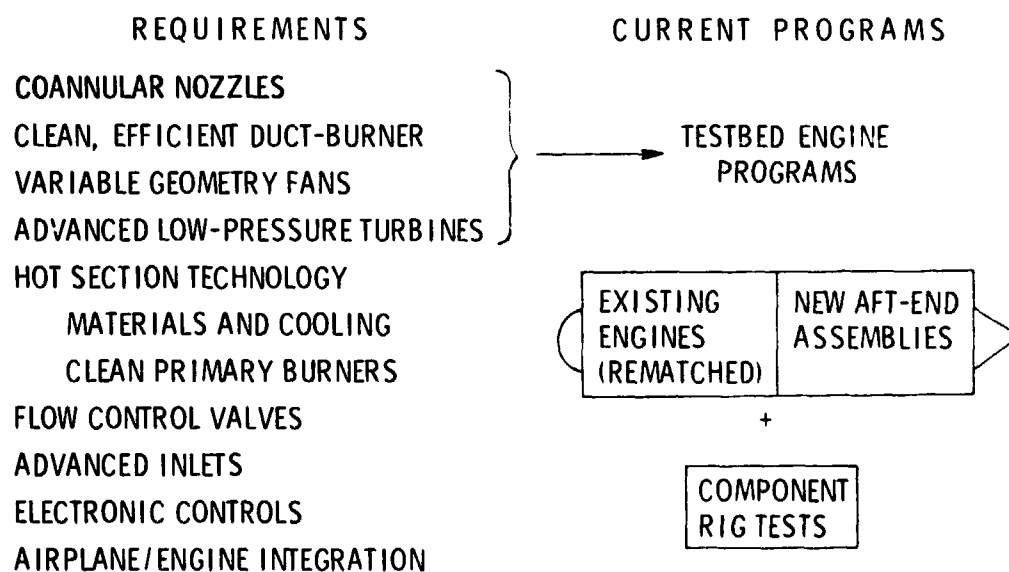 REQUIREMENTS
COANNULAR NOZZLES
CLEAN, EFFICIENT DUCT-BURNER
VARIABLE GEOMETRY FANS
ADVANCED LOW-PRESSURE TURBINES
HOT SECTION TECHNOLOGY
MATERIALS AND COOLING
CLEAN PRIMARY BURNERS
FLOW CONTROL VALVES
ADVANCED INLETS
ELECTRONIC CONTROLS
AIRPLANE/ENGINE INTEGRATION
CURRENT PROGRAMS
TESTBED ENGINE
PROGRAMS
EXISTING
ENGINES
(REMATCHED)
NEW AFT-END
ASSEMBLIES
+
COMPONENT
RIG TESTS